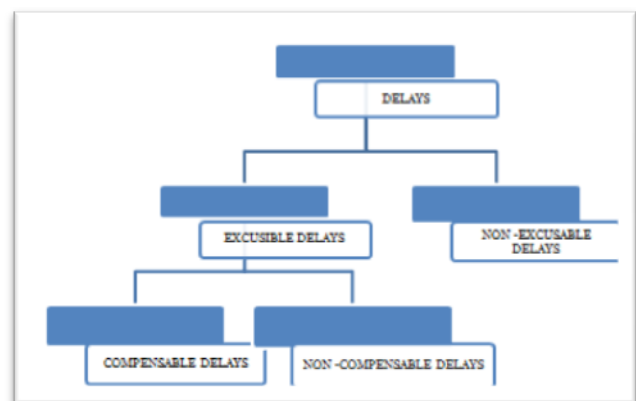 DELAYS
EXCUSIBLE DELAYS
NON -EXCUSABLE
DELAYS
COMPENSABLE DELAYS
NON -COMPENSABLE DELAYS